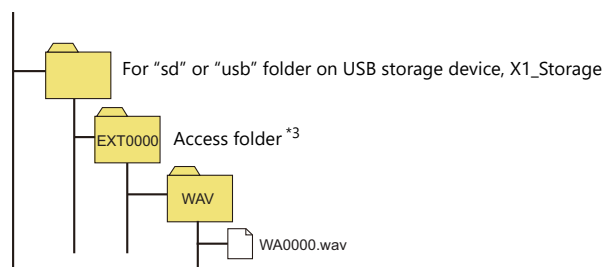 For “sd” or “usb” folder on USB storage device, X1_Storage
EXT0000 Access folder *3
WAV
WA0000.wav